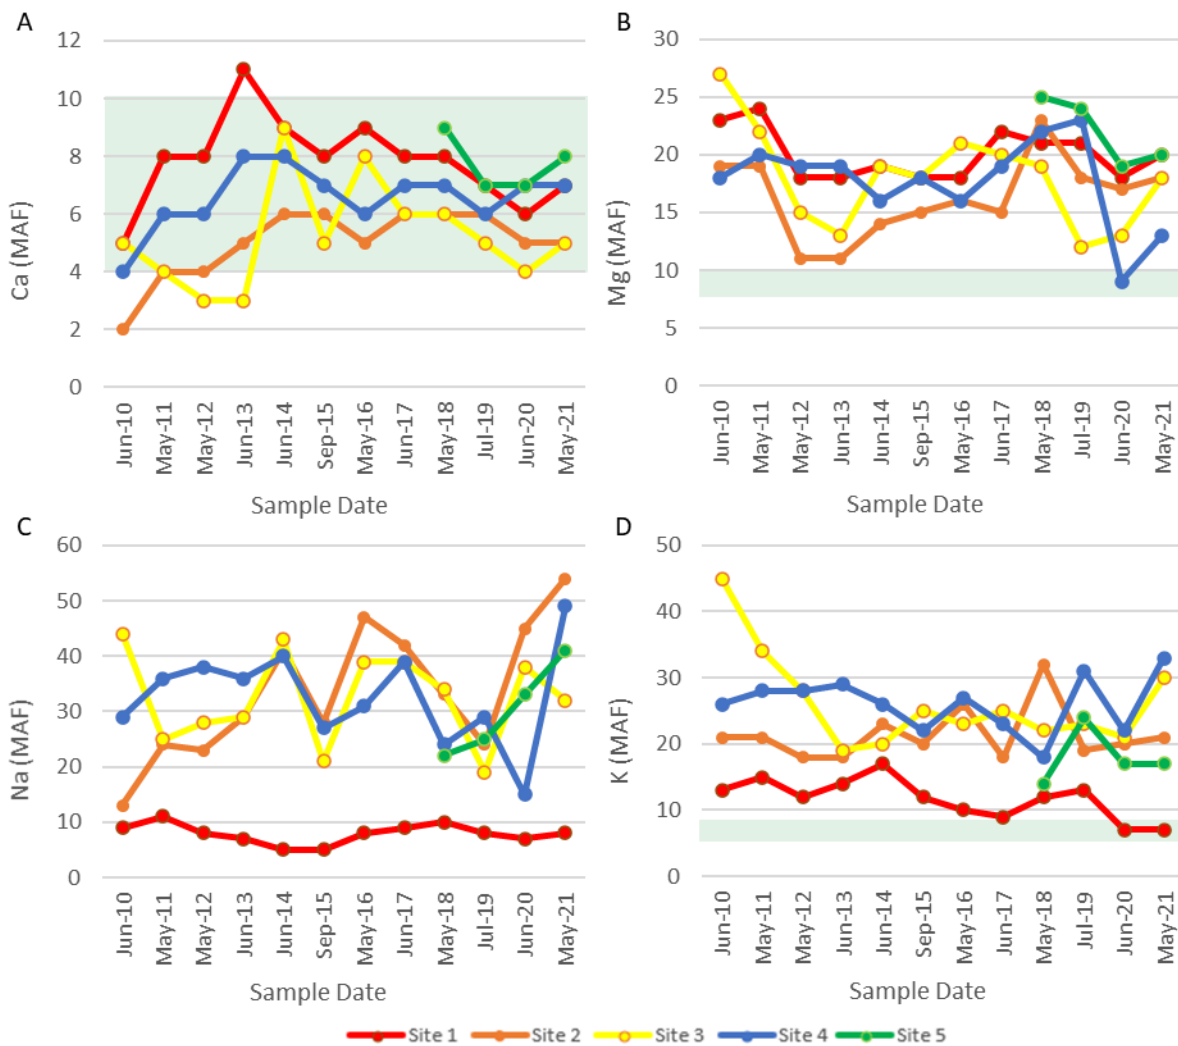 A
12
10
8
6
4
2
0
Ca (MAF)
Jun-10
May-11
May-12
Jun-13
Jun-14
Sep-15
May-16
Jun-17
May-18
Jul-19
Jun-20
May-21
Sample Date
B
30
25
20
15
10
5
0
Mg (MAF)
Jun-10
May-11
May-12
May-13
Jun-14
Sep-15
May-16
Jun-17
May-18
Jul-19
Jun-20
May-21
Sample Date
C
60
50
40
30
20
10
0
Na (MAF)
Jun-10
May-11
May-12
Jun-13
Jun-14
Sep-15
May-16
Jun-17
May-18
Jul-19
Jun-20
May-21
Sample Date
D
50
40
30
20
10
0
K (MAF)
Jun-10
May-11
May-12
Jun-13
Jun-14
Sep-15
May-16
Jun-17
May-18
Jul-19
Jun-20
May-21
Sample Date
Site 1 Site 2 Site 3 Site 4 Site 5